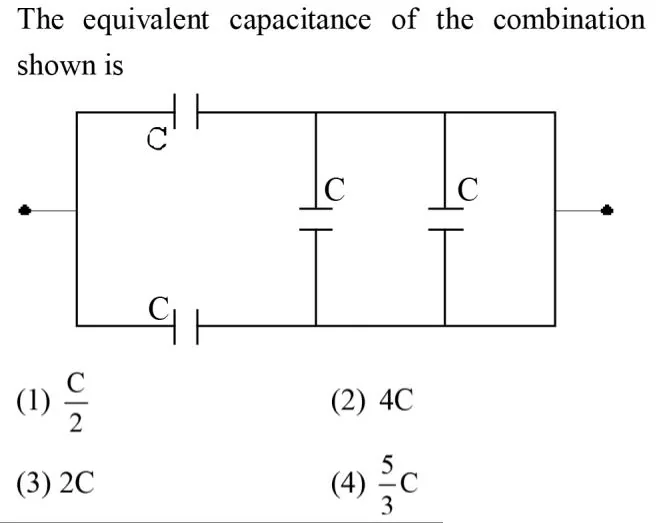 The equivalent capacitance of the combination
shown is
C
C
C
C
(1) C/2
(2) 4C
(3) 2C
(4) 5/3 C